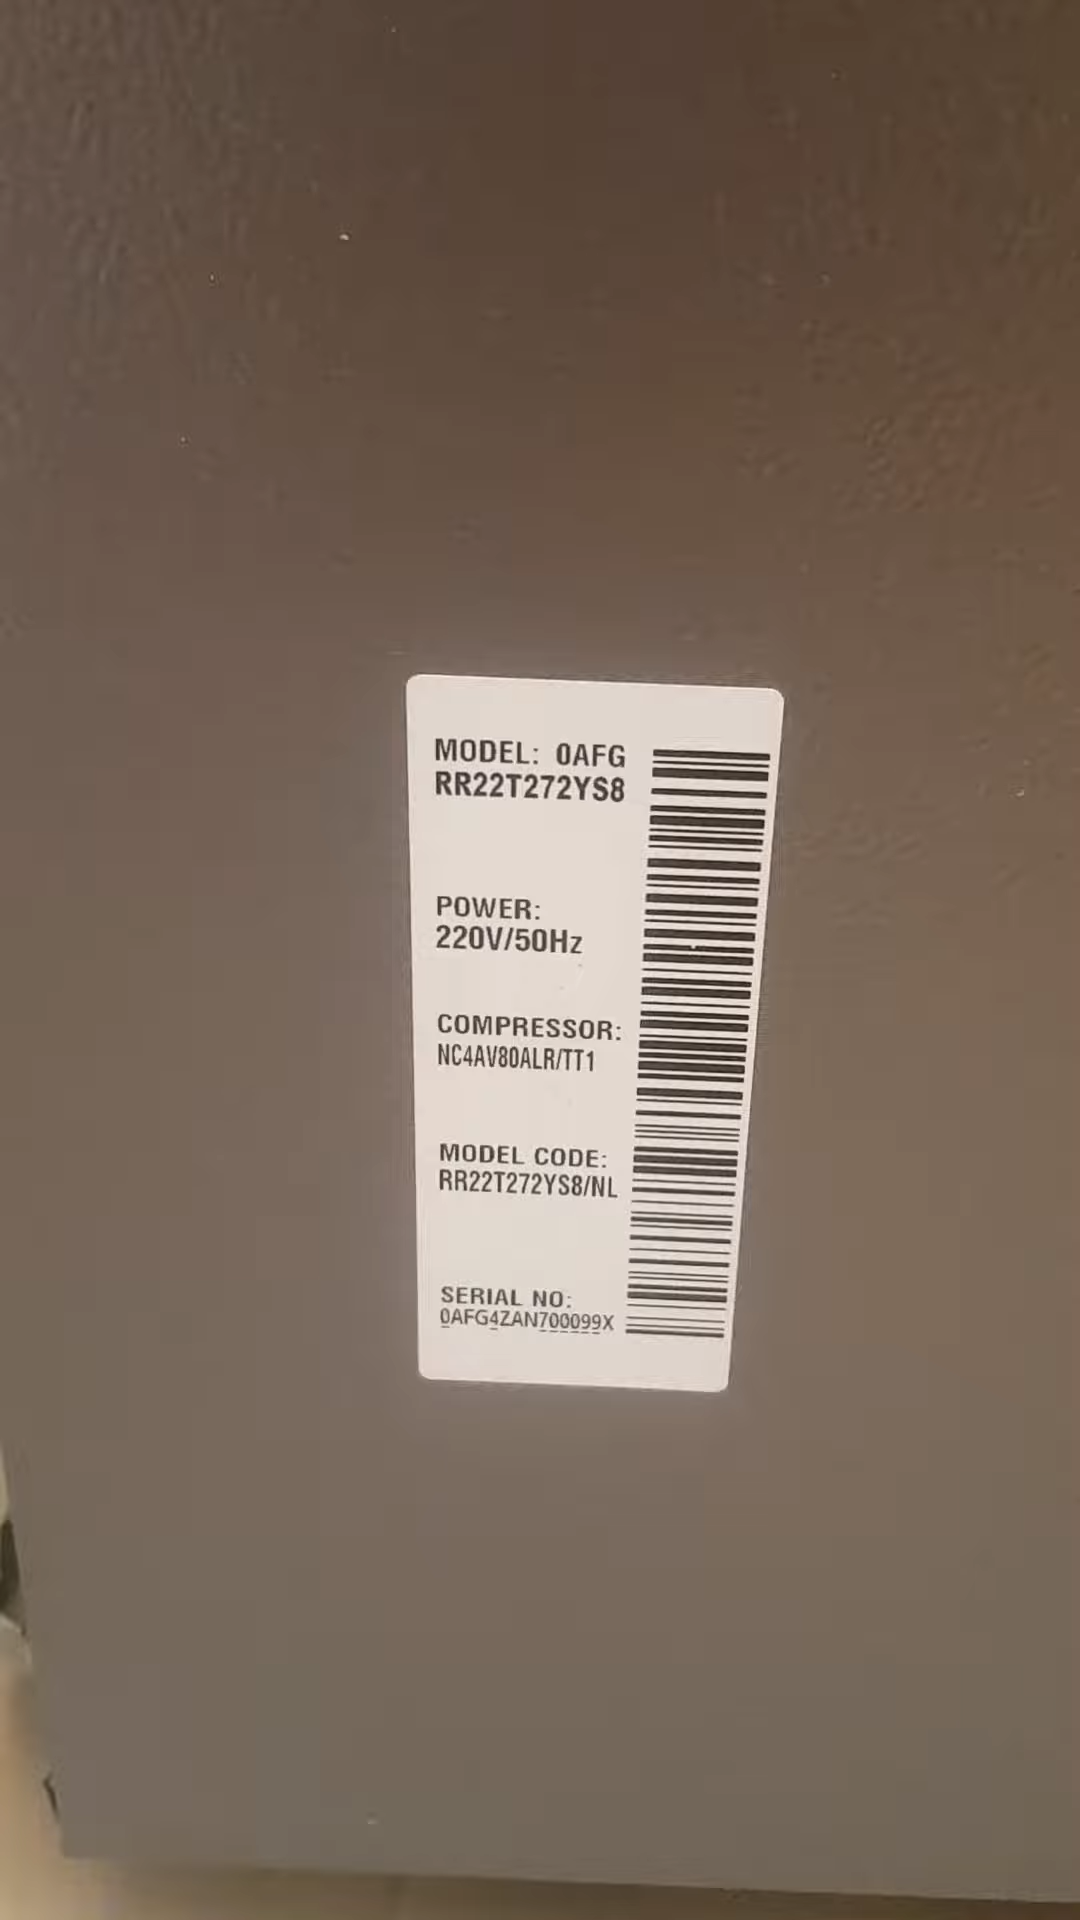 MODEL: 0AFG
RR22T272YS8
POWER:
220V/50Hz
COMPRESSOR:
NC4AV80ALR/TT1
MODEL CODE:
RR22T272YS8/NL
SERIAL NO:
0AFG4ZAN700099X